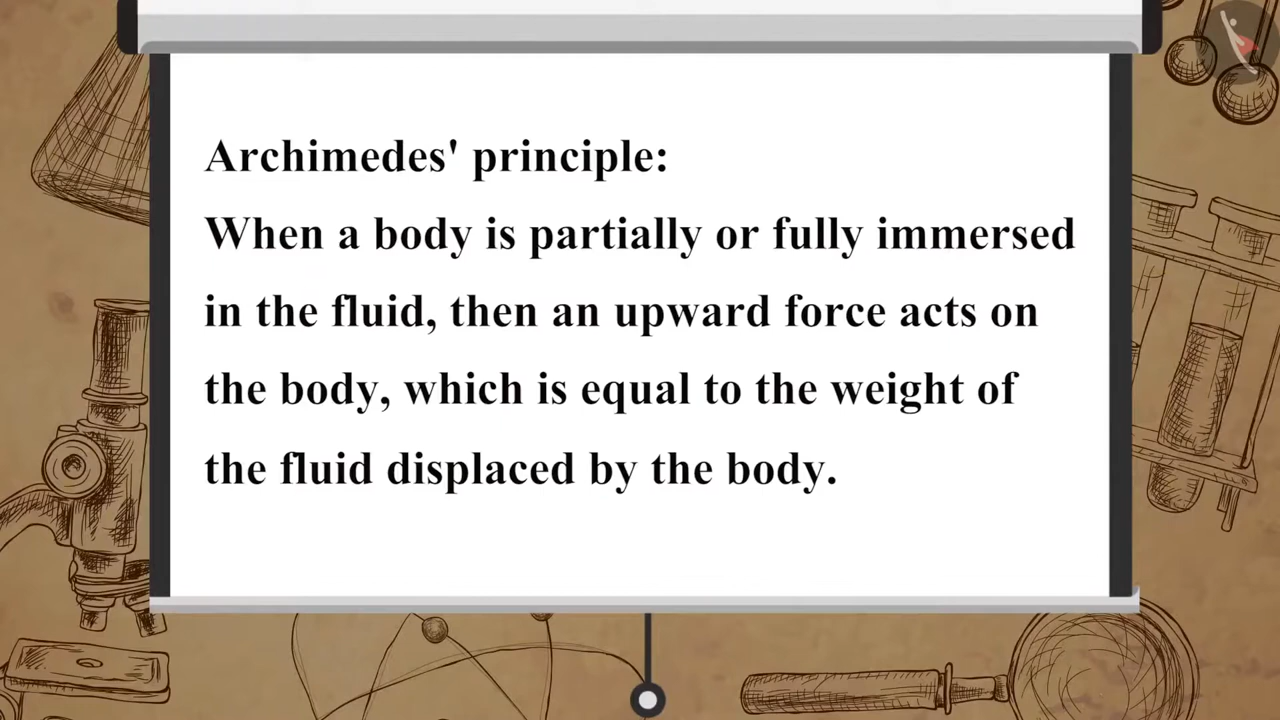 Archimedes' principle:
When a body is partially or fully immersed
in the fluid, then an upward force acts on
the body, which is equal to the weight of
the fluid displaced by the body.